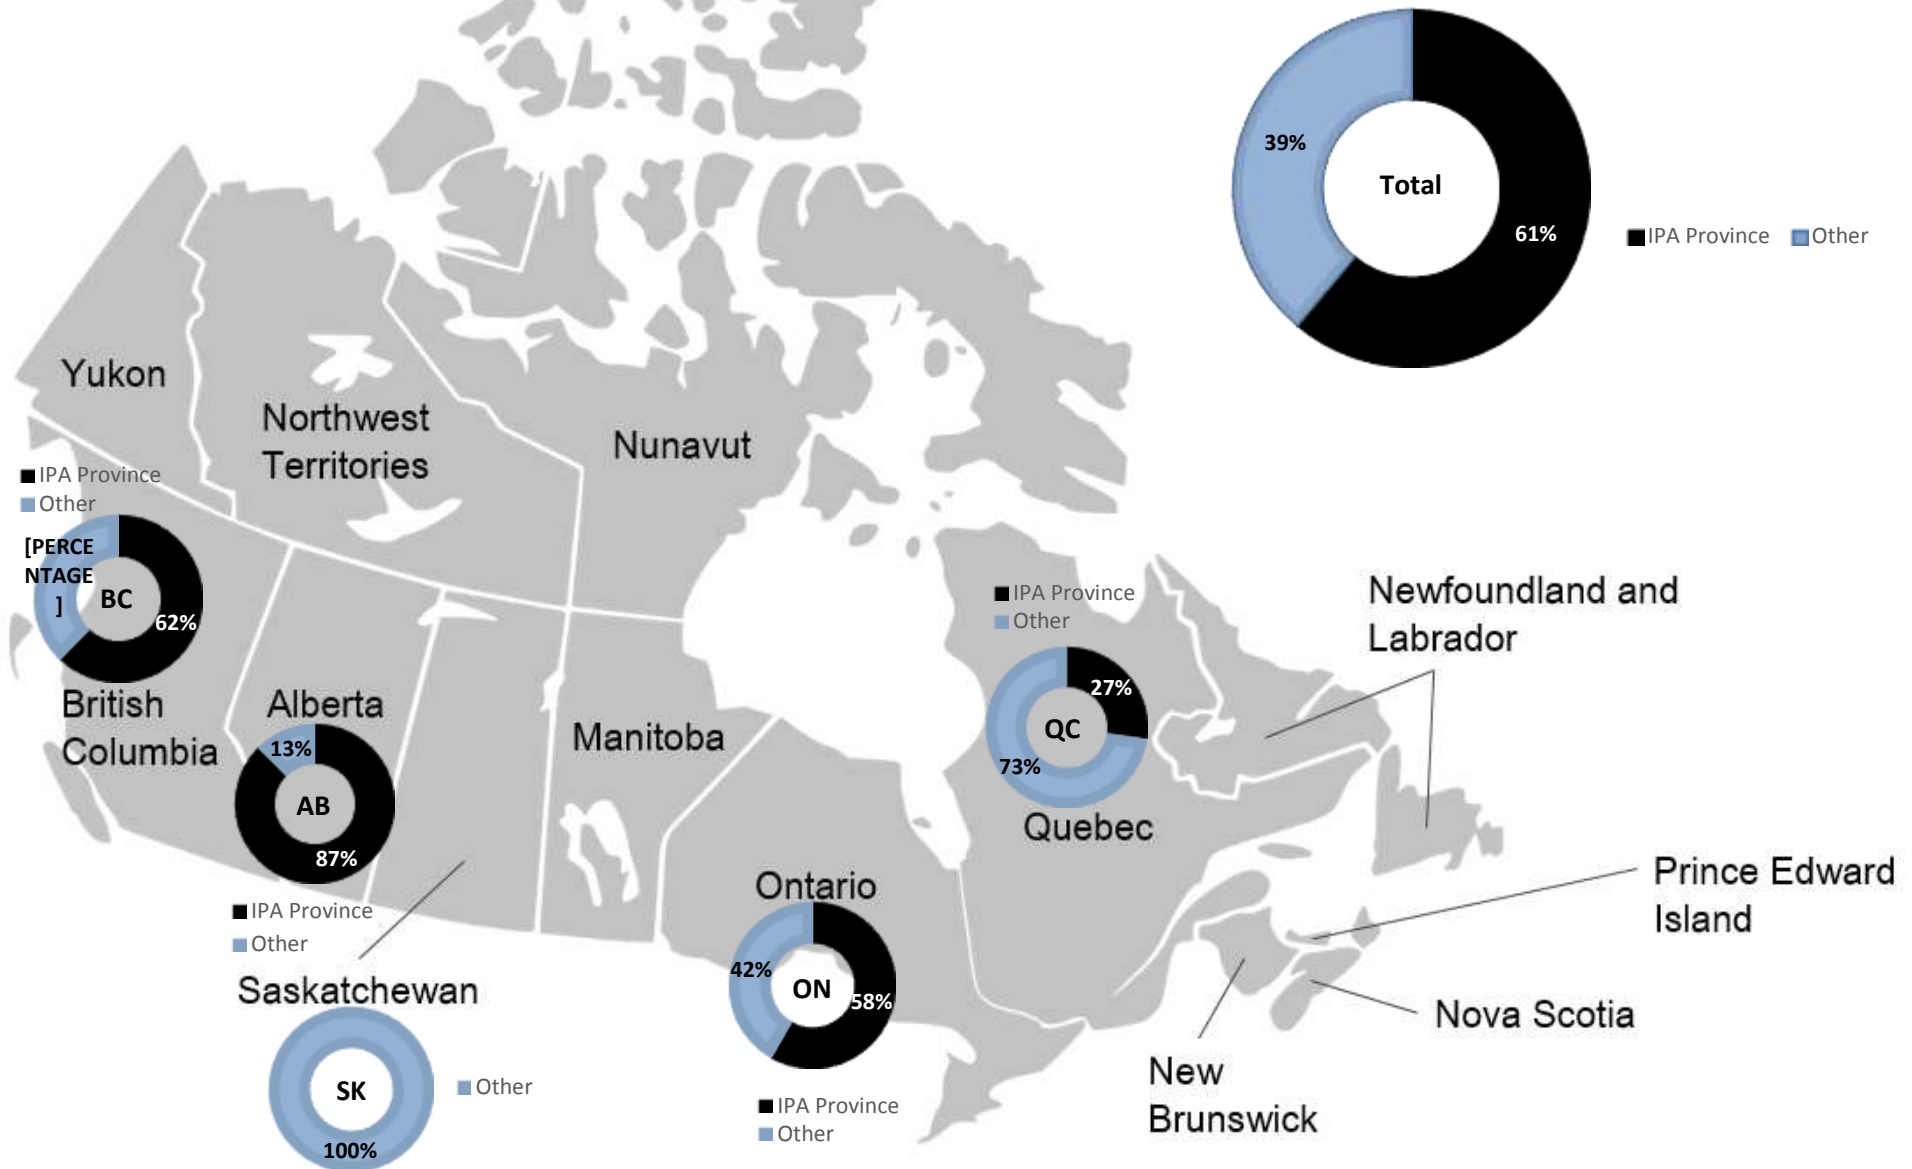 39%
Total
61%
IPA Province
Other
Yukon
Northwest
Territories
Nunavut
IPA Province
Other
[PERCE
NTAGE
]
BC
62%
British
Columbia
Alberta
13%
AB
87%
IPA Province
Other
Manitoba
IPA Province
Other
27%
QC
73%
Quebec
Newfoundland and
Labrador
Prince Edward
Island
Nova Scotia
New
Brunswick
Ontario
42%
ON
58%
IPA Province
Other
Saskatchewan
SK
100%
Other